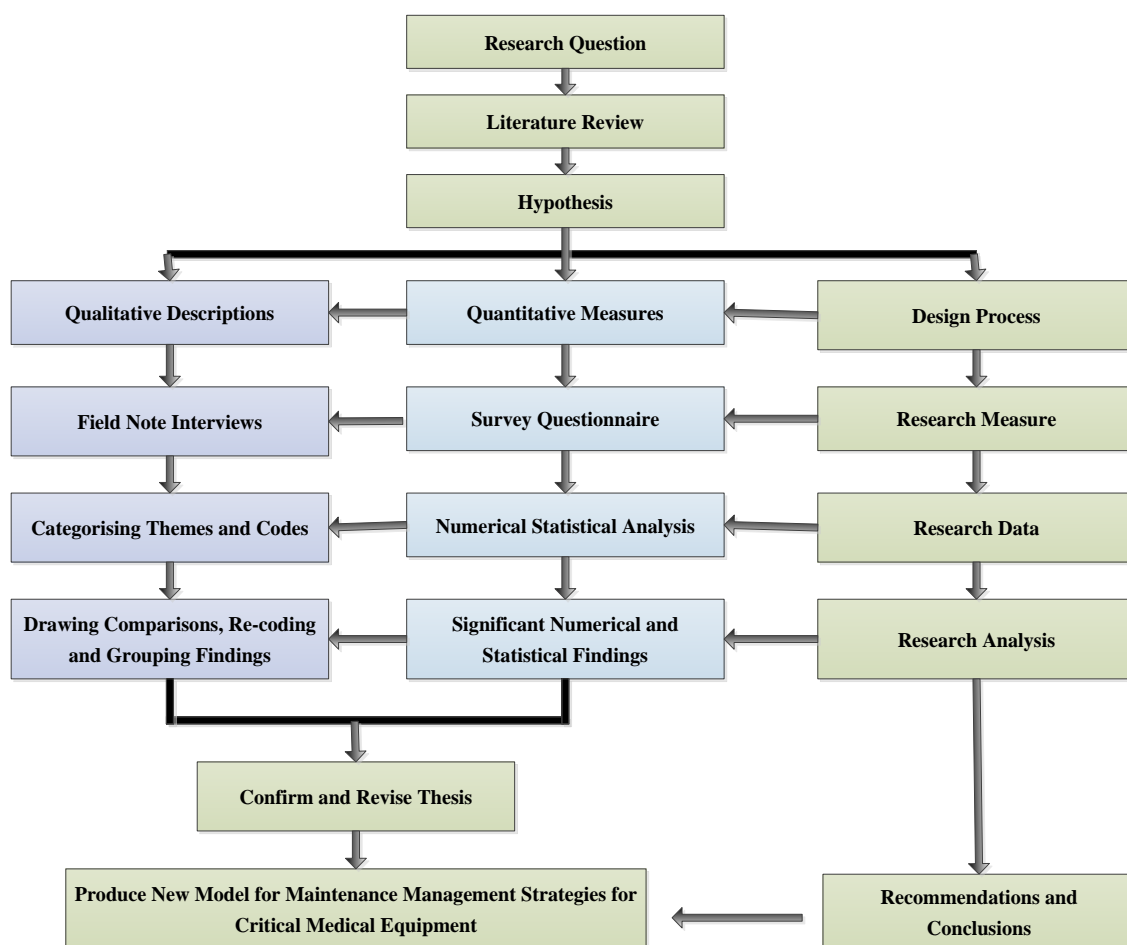 Research Question
Literature Review
Hypothesis
Qualitative Descriptions
Quantitative Measures
Design Process
Field Note Interviews
Survey Questionnaire
Research Measure
Categorising Themes and Codes
Numerical Statistical Analysis
Research Data
Drawing Comparisons, Re-coding
and Grouping Findings
Significant Numerical and
Statistical Findings
Research Analysis
Confirm and Revise Thesis
Produce New Model for Maintenance Management Strategies for
Critical Medical Equipment
Recommendations and
Conclusions